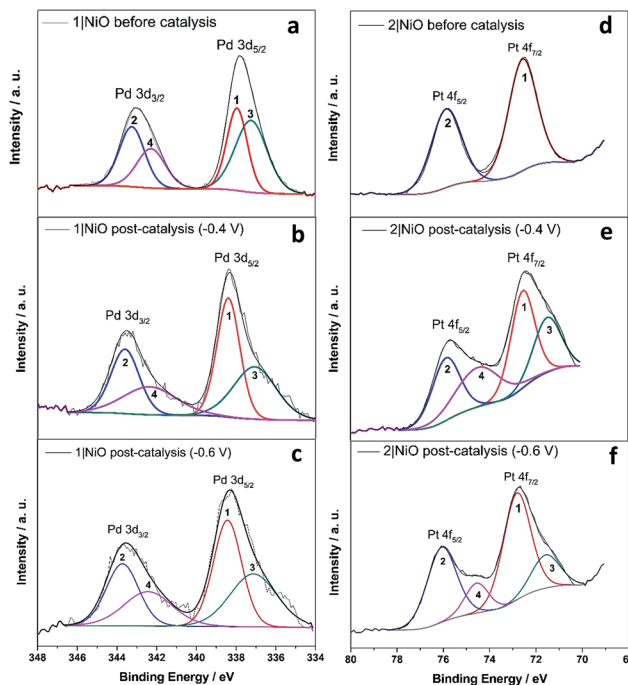 1|NiO before catalysis
a
Pd 3d3/2
Pd 3d5/2
2
4
1
3
Intensity / a. u.
1|NiO post-catalysis (-0.4 V)
b
Pd 3d3/2
Pd 3d5/2
2
4
1
3
Intensity / a. u.
1|NiO post-catalysis (-0.6 V)
c
Pd 3d3/2
Pd 3d5/2
2
4
1
3
Intensity / a. u.
348 346 344 342 340 338 336 334
Binding Energy / eV
2|NiO before catalysis
d
Pt 4f5/2
Pt 4f7/2
2
1
Intensity / a. u.
2|NiO post-catalysis (-0.4 V)
e
Pt 4f5/2
Pt 4f7/2
2
4
1
3
Intensity / a. u.
2|NiO post-catalysis (-0.6 V)
f
Pt 4f5/2
Pt 4f7/2
2
4
1
3
Intensity / a. u.
80 78 76 74 72 70
Binding Energy / eV